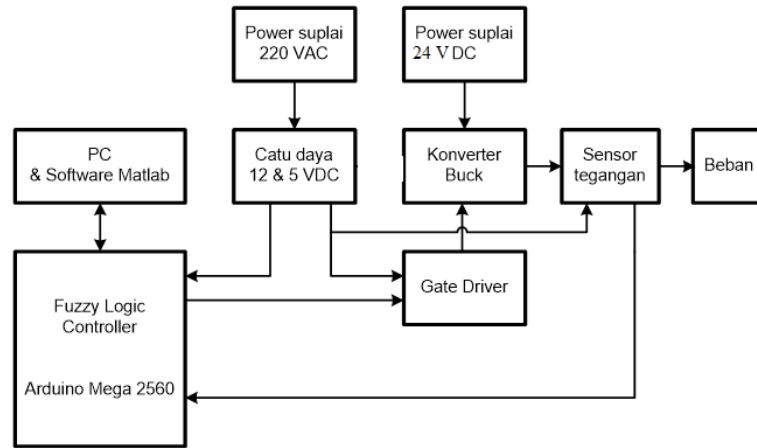 Power suplai
220 VAC
Power suplai
24 V DC
PC
& Software Matlab
Catu daya
12 & 5 VDC
Konverter
Buck
Sensor
tegangan
Beban
Fuzzy Logic
Controller
Arduino Mega 2560
Gate Driver